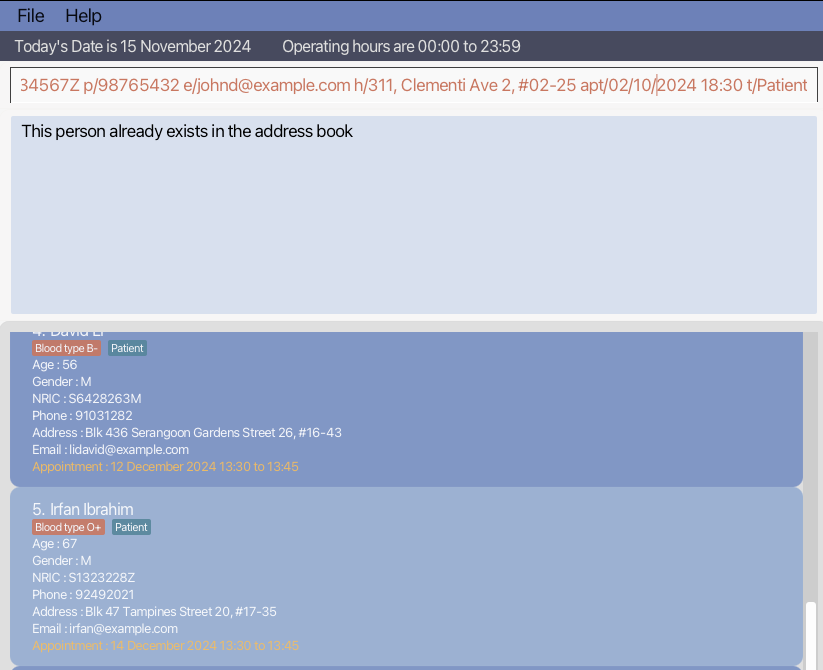 File Help
Today's Date is 15 November 2024 Operating hours are 00:00 to 23:59
34567Z p/98765432 e/johnd@example.com h/311, Clementi Ave 2, #02-25 apt/02/10/2024 18:30 t/Patient
This person already exists in the address book
4. David Li
Blood type B- Patient
Age : 56
Gender : M
NRIC : S6428263M
Phone : 91031282
Address : Blk 436 Serangoon Gardens Street 26, #16-43
Email : lidavid@example.com
Appointment : 12 December 2024 13:30 to 13:45
5. Irfan Ibrahim
Blood type O+ Patient
Age : 67
Gender : M
NRIC : S1323228Z
Phone : 92492021
Address : Blk 47 Tampines Street 20, #17-35
Email : irfan@example.com
Appointment : 14 December 2024 13:30 to 13:45